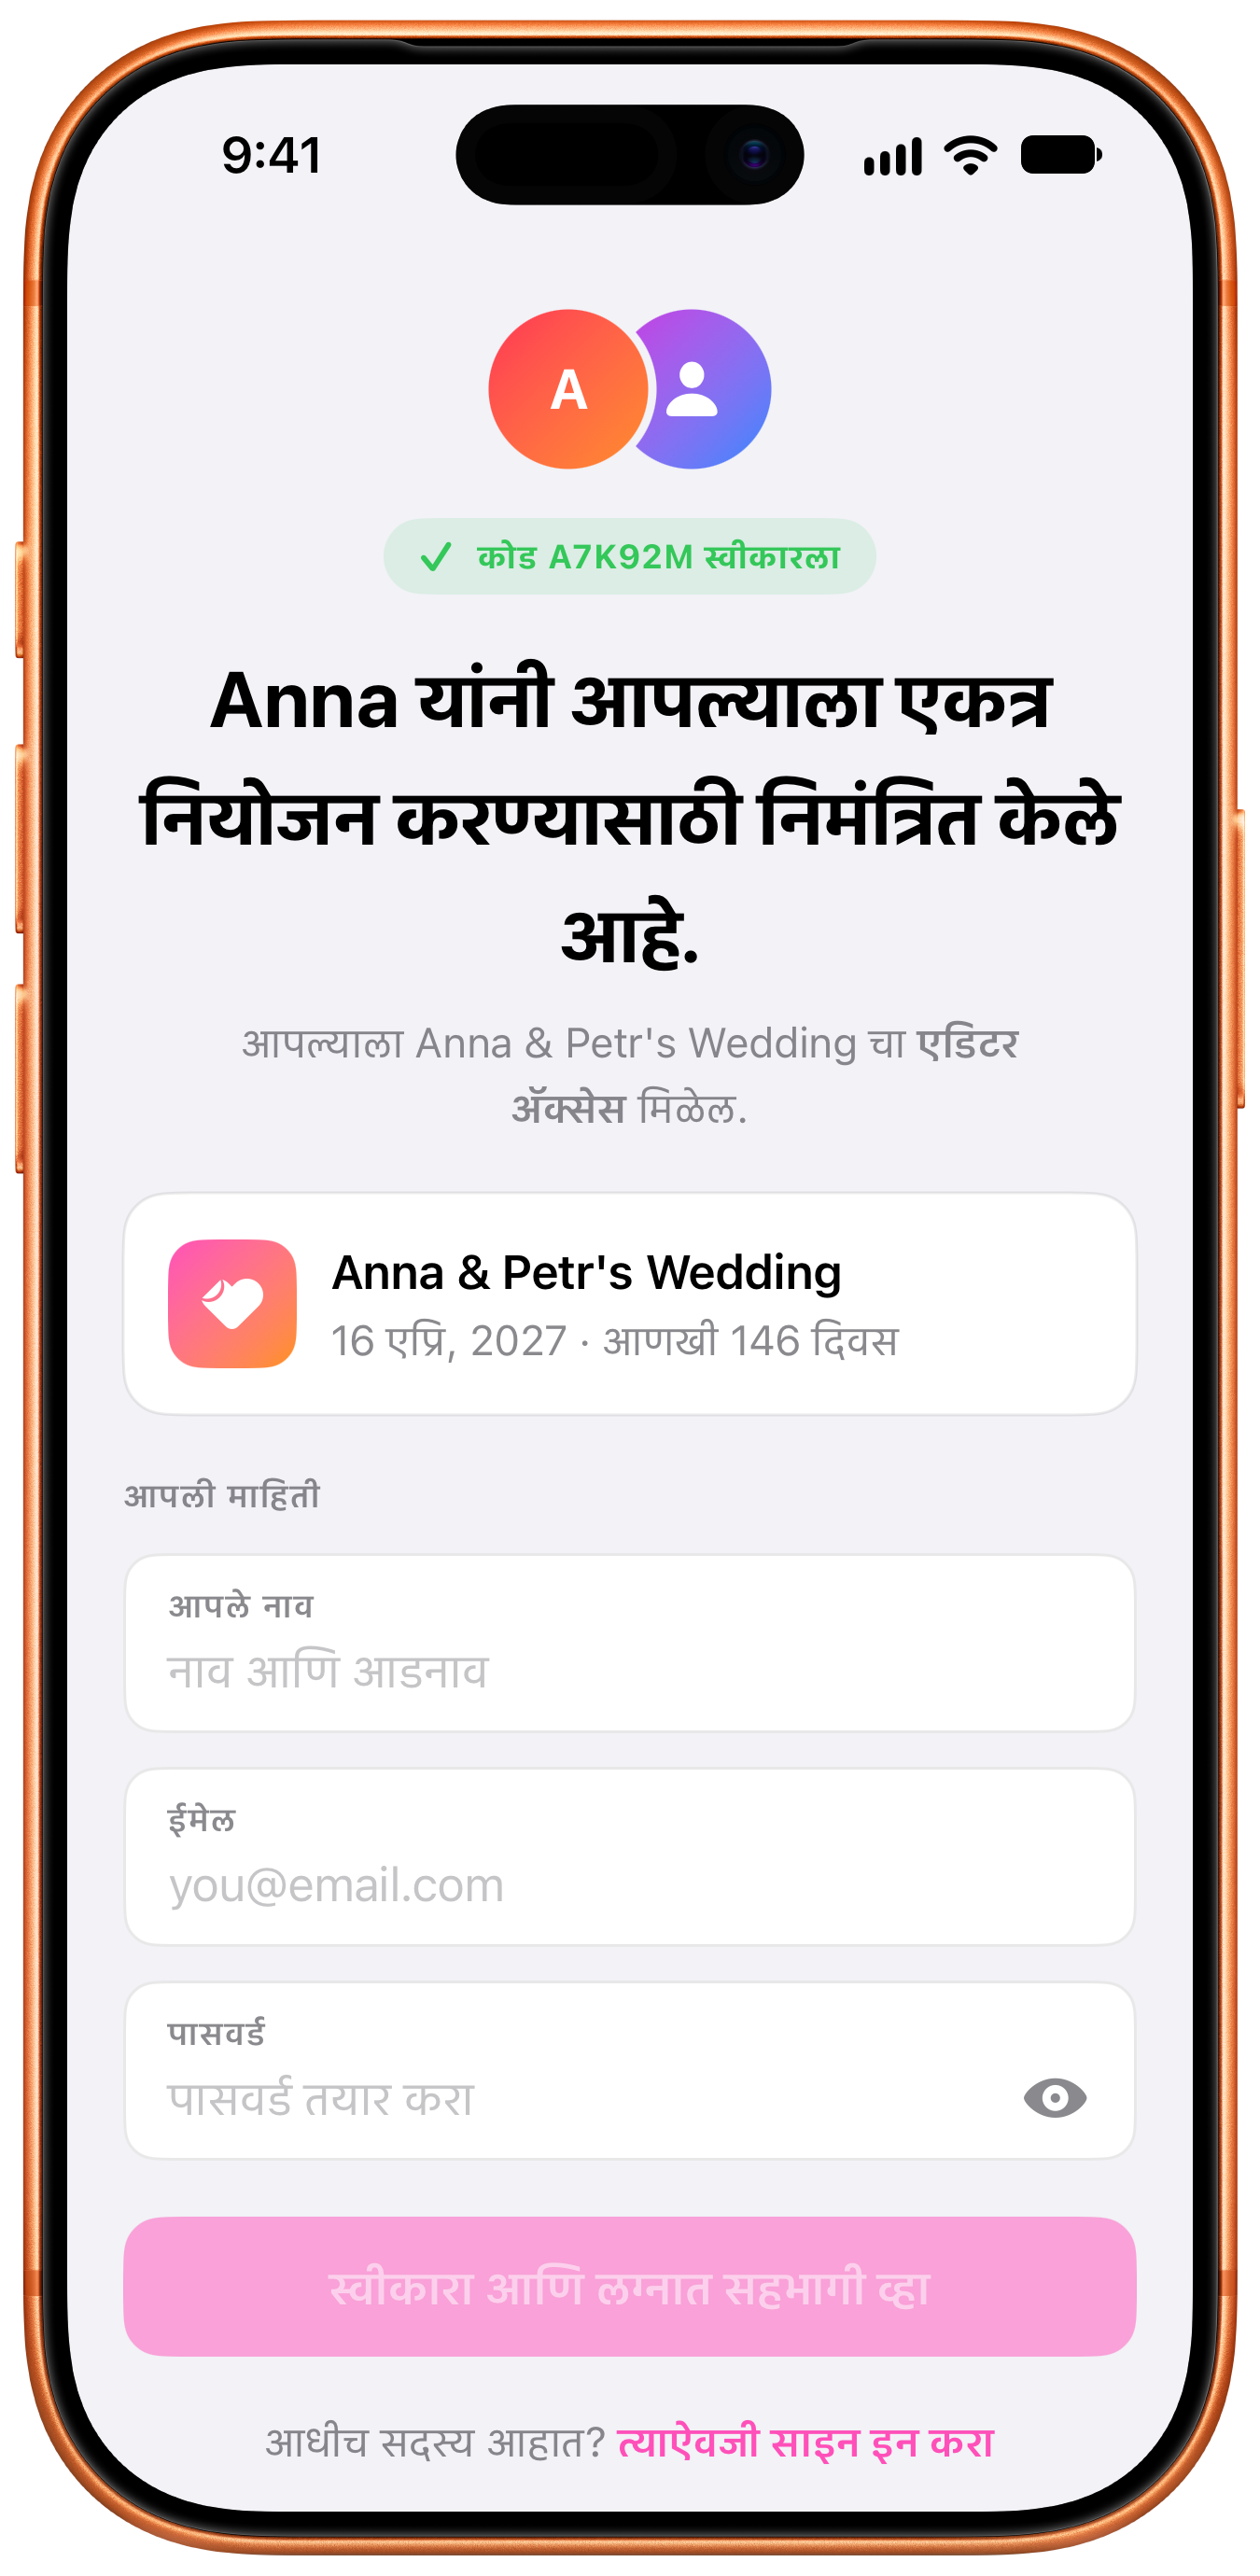 9:41
A
कोड A7K92M स्वीकारला
Anna यांनी आपल्याला एकत्र
नियोजन करण्यासाठी निमंत्रित केले
आहे.
आपल्याला Anna & Petr's Wedding चा एडिटर
ॲक्सेस मिळेल.
Anna & Petr's Wedding
16 एप्रि, 2027 · आणखी 146 दिवस
आपली माहिती
आपले नाव
नाव आणि आडनाव
ईमेल
you@email.com
पासवर्ड
पासवर्ड तयार करा
स्वीकारा आणि लग्नात सहभागी व्हा
आधीच सदस्य आहात? त्याऐवजी साइन इन करा